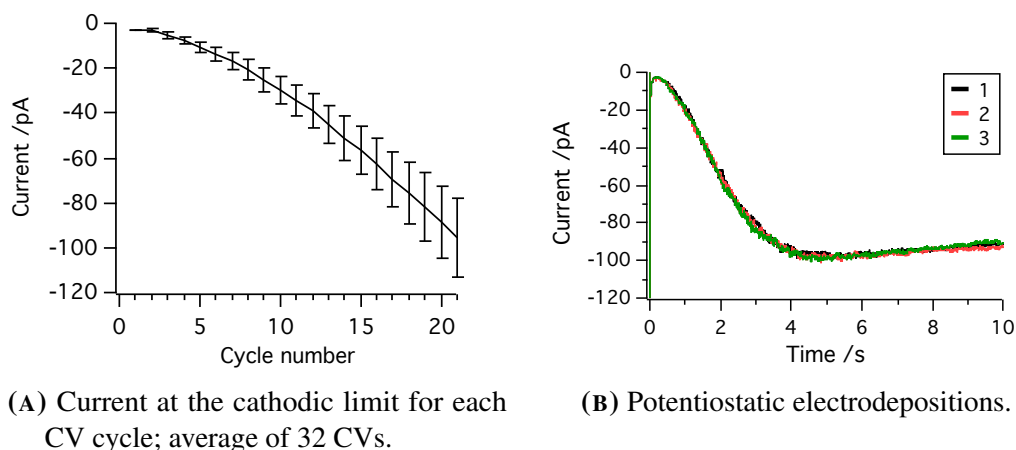 0
-20
-40
-60
-80
-100
-120
Current /pA
0 5 10 15 20
Cycle number
0
-20
-40
-60
-80
-100
-120
Current /pA
0 2 4 6 8 10
Time /s
1
2
3
(A) Current at the cathodic limit for each
CV cycle; average of 32 CVs.
(B) Potentiostatic electrodepositions.